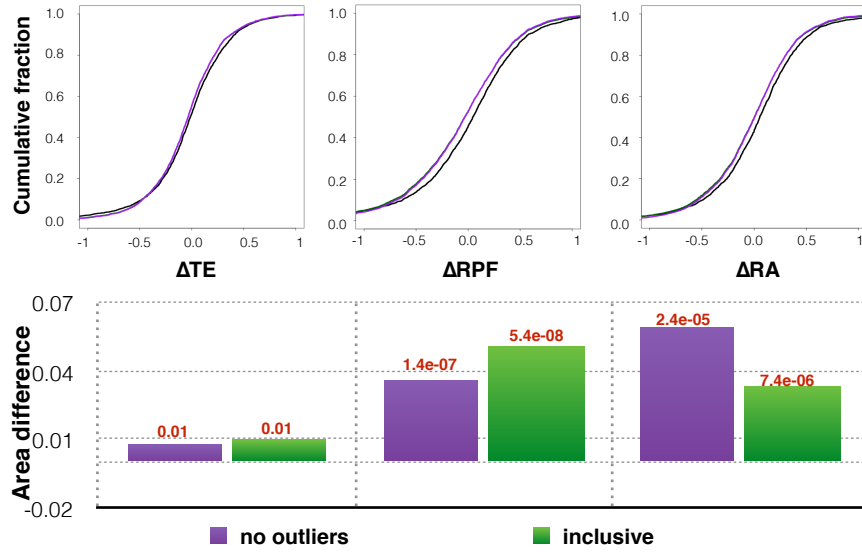 1.0
0.8
0.6
0.4
0.2
0.0
Cumulative fraction
-1 -0.5 0.0 0.5 1
ΔTE
1.0
0.8
0.6
0.4
0.2
0.0
-1 -0.5 0.0 0.5 1
ΔRPF
1.0
0.8
0.6
0.4
0.2
0.0
-1 -0.5 0.0 0.5 1
ΔRA
0.07
0.04
0.01
-0.02
Area difference
0.01
0.01
1.4e-07
5.4e-08
2.4e-05
7.4e-06
no outliers
inclusive